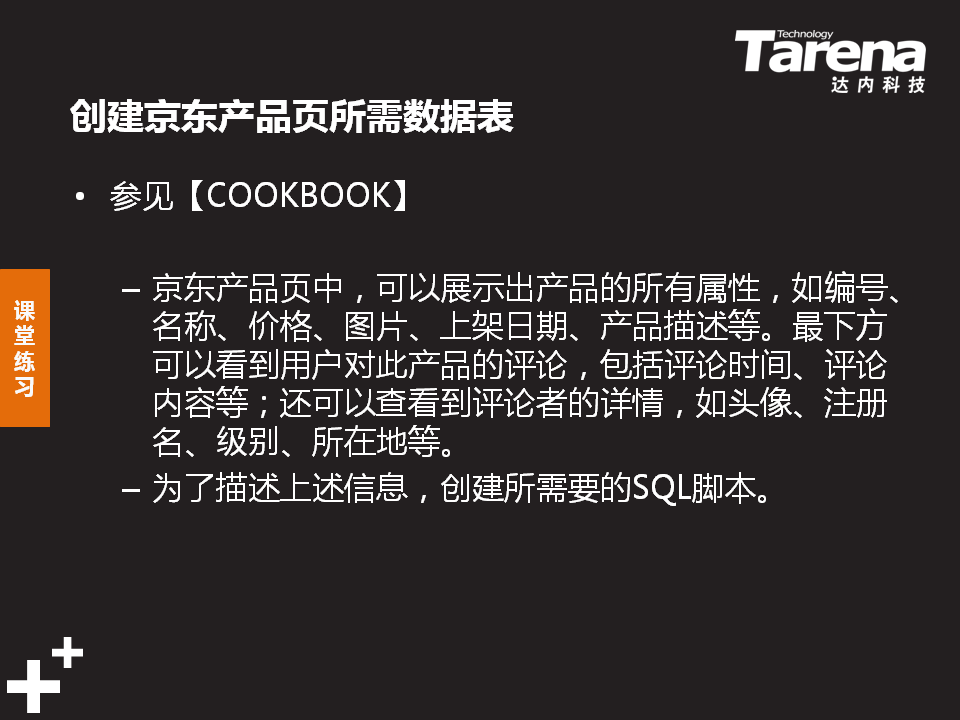 Technology
Tarena
达内科技
创建京东产品页所需数据表
• 参见【COOKBOOK】
– 京东产品页中，可以展示出产品的所有属性，如编号、
名称、价格、图片、上架日期、产品描述等。最下方
可以看到用户对此产品的评论，包括评论时间、评论
内容等；还可以查看到评论者的详情，如头像、注册
名、级别、所在地等。
– 为了描述上述信息，创建所需要的SQL脚本。
课
堂
练
习